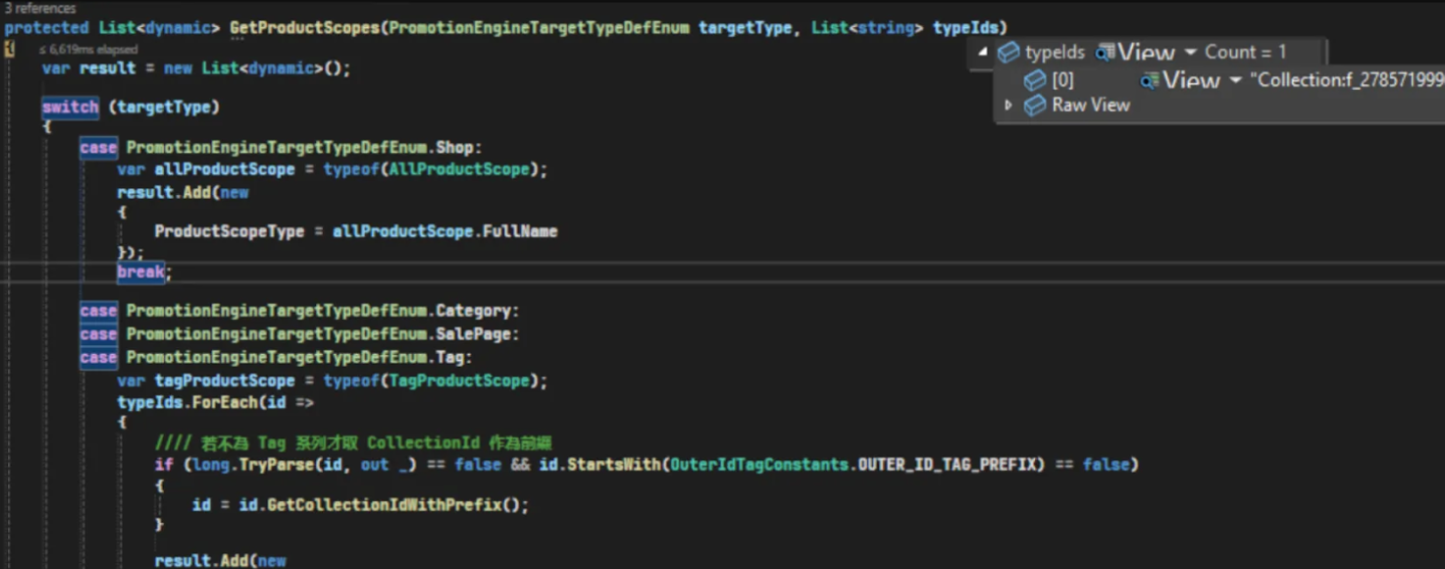 3 references
protected List<dynamic> GetProductScopes(PromotionEngineTargetTypeDefEnum targetType, List<string> typeIds)
{ ≤ 6,619ms elapsed
typeIds View Count = 1
var result = new List<dynamic>();
[0] View "Collection:f_278571999
switch (targetType)
Raw View
{
case PromotionEngineTargetTypeDefEnum.Shop:
var allProductScope = typeof(AllProductScope);
result.Add(new
{
ProductScopeType = allProductScope.FullName
});
break;
case PromotionEngineTargetTypeDefEnum.Category:
case PromotionEngineTargetTypeDefEnum.SalePage:
case PromotionEngineTargetTypeDefEnum.Tag:
var tagProductScope = typeof(TagProductScope);
typeIds.ForEach(id =>
{
//// 若不為 Tag 系列才取 CollectionId 作為前綴
if (long.TryParse(id, out _) == false && id.StartsWith(OuterIdTagConstants.OUTER_ID_TAG_PREFIX) == false)
{
id = id.GetCollectionIdWithPrefix();
}
result.Add(new